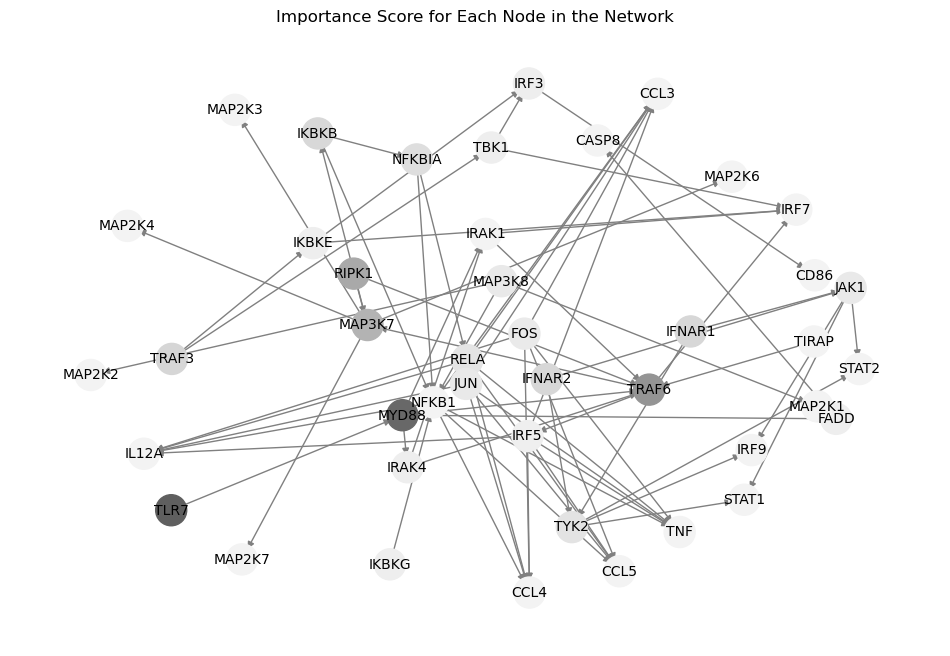 Importance Score for Each Node in the Network
IRF3
CCL3
MAP2K3
IKBKB
CASP8
TBK1
NFKBIA
MAP2K6
IRF7
MAP2K4
IRAK1
IKBKE
RIPK1
CD86
MAP3K8
JAK1
MAP3K7
FOS
IFNAR1
TIRAP
TRAF3
RELA
STAT2
MAP2K2
IFNAR2
JUN
TRAF6
NFKB1
MAP2K1
MYD88
FADD
IRF5
IL12A
IRF9
IRAK4
STAT1
TLR7
TYK2
TNF
MAP2K7
IKBKG
CCL5
CCL4